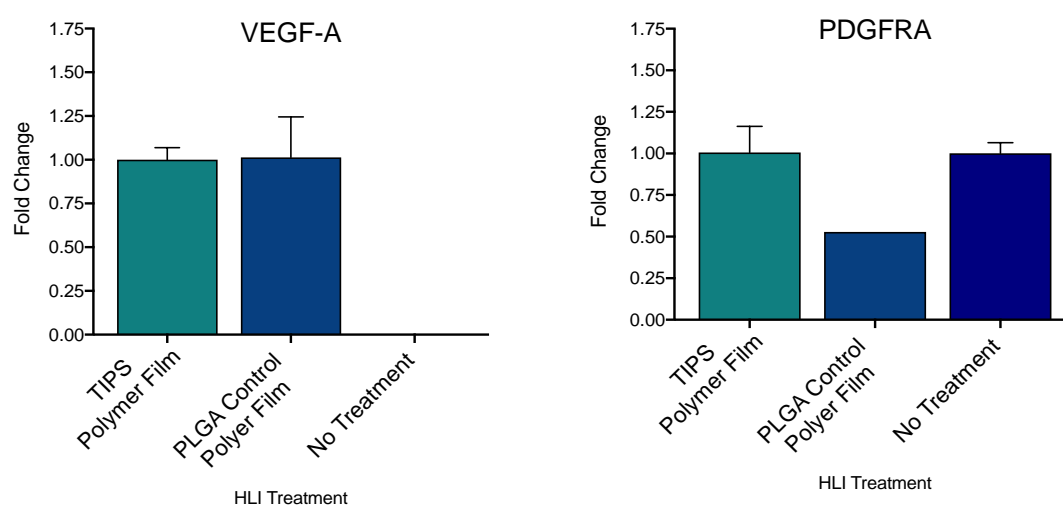 VEGF-A
1.75
1.50
1.25
1.00
0.75
0.50
0.25
0.00
Fold Change
TIPS
Polymer Film
PLGA Control
Polyer Film
No Treatment
HLI Treatment
PDGFRA
1.75
1.50
1.25
1.00
0.75
0.50
0.25
0.00
Fold Change
TIPS
Polymer Film
PLGA Control
Polyer Film
No Treatment
HLI Treatment